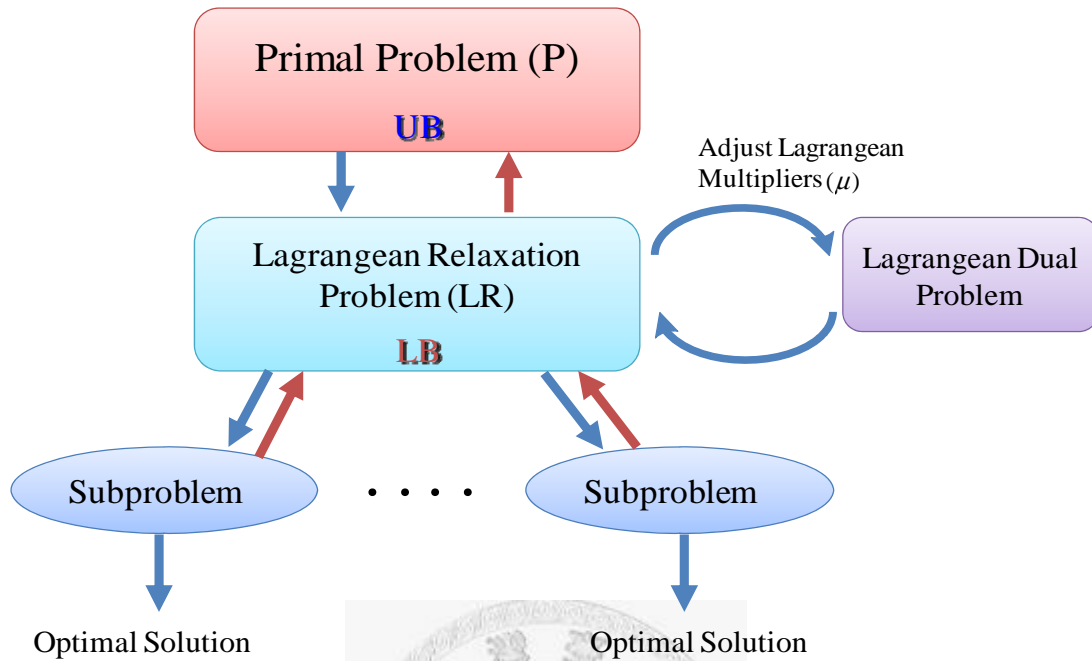 Primal Problem (P)
UB
Adjust Lagrangean
Multipliers (μ)
Lagrangean Relaxation
Problem (LR)
LB
Lagrangean Dual
Problem
Subproblem
. . . .
Subproblem
Optimal Solution
Optimal Solution